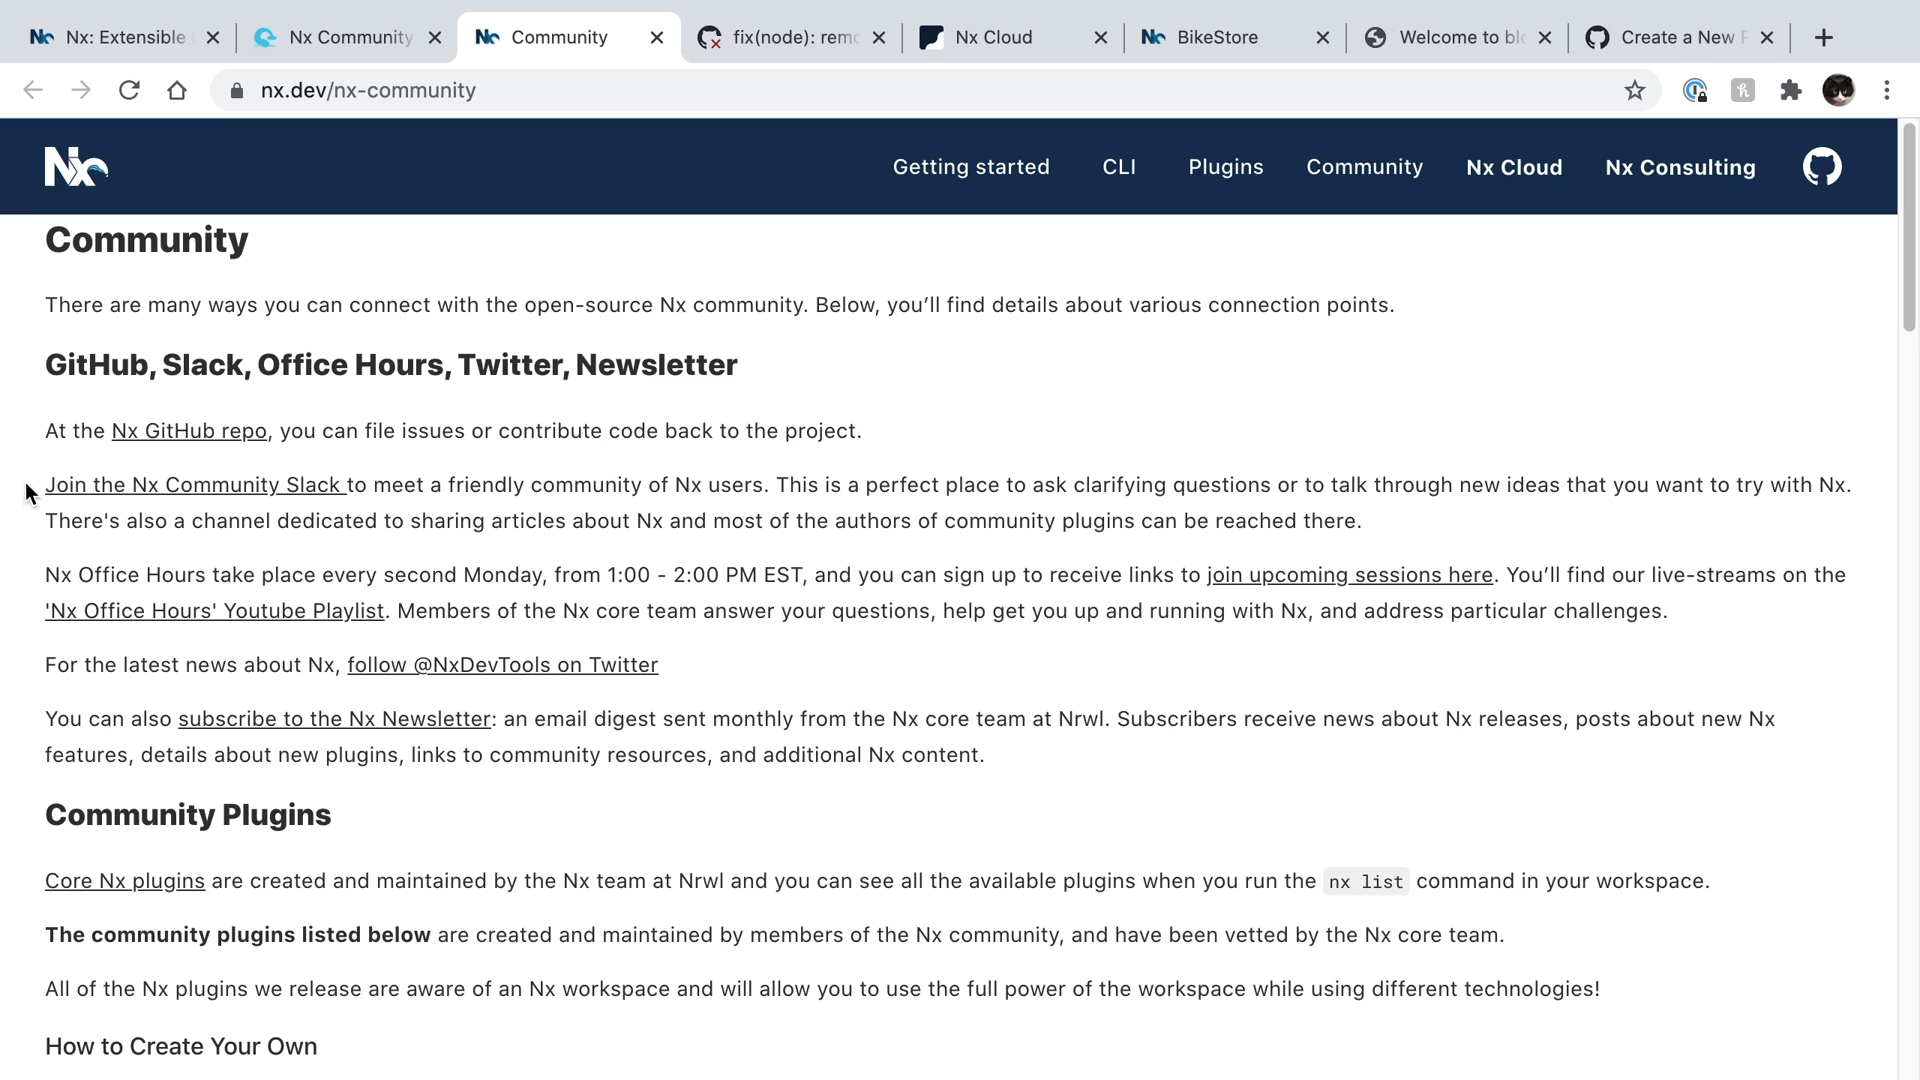 Nx: Extensible
Nx Community
Community
fix(node): rem
Nx Cloud
BikeStore
Welcome to bl
Create a New
nx.dev/nx-community
Nx
Getting started
CLI
Plugins
Community
Nx Cloud
Nx Consulting
Community
There are many ways you can connect with the open-source Nx community. Below, you’ll find details about various connection points.
GitHub, Slack, Office Hours, Twitter, Newsletter
At the Nx GitHub repo, you can file issues or contribute code back to the project.
Join the Nx Community Slack to meet a friendly community of Nx users. This is a perfect place to ask clarifying questions or to talk through new ideas that you want to try with Nx.
There's also a channel dedicated to sharing articles about Nx and most of the authors of community plugins can be reached there.
Nx Office Hours take place every second Monday, from 1:00 - 2:00 PM EST, and you can sign up to receive links to join upcoming sessions here. You’ll find our live-streams on the
'Nx Office Hours' Youtube Playlist. Members of the Nx core team answer your questions, help get you up and running with Nx, and address particular challenges.
For the latest news about Nx, follow @NxDevTools on Twitter
You can also subscribe to the Nx Newsletter: an email digest sent monthly from the Nx core team at Nrwl. Subscribers receive news about Nx releases, posts about new Nx
features, details about new plugins, links to community resources, and additional Nx content.
Community Plugins
Core Nx plugins are created and maintained by the Nx team at Nrwl and you can see all the available plugins when you run the nx list command in your workspace.
The community plugins listed below are created and maintained by members of the Nx community, and have been vetted by the Nx core team.
All of the Nx plugins we release are aware of an Nx workspace and will allow you to use the full power of the workspace while using different technologies!
How to Create Your Own